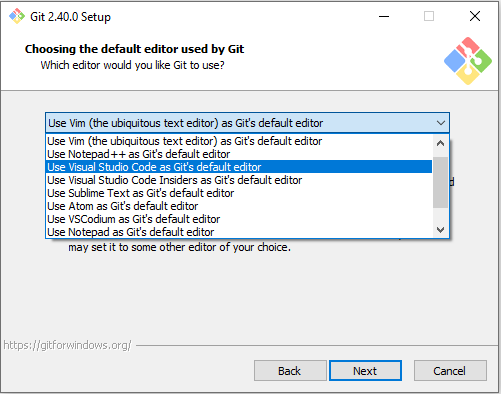 Git 2.40.0 Setup
Choosing the default editor used by Git
Which editor would you like Git to use?
Use Vim (the ubiquitous text editor) as Git's default editor
Use Vim (the ubiquitous text editor) as Git's default editor
Use Notepad++ as Git's default editor
Use Visual Studio Code as Git's default editor
Use Visual Studio Code Insiders as Git's default editor
Use Sublime Text as Git's default editor
Use Atom as Git's default editor
Use VSCodium as Git's default editor
Use Notepad as Git's default editor
may set it to some other editor of your choice.
https://gitforwindows.org/
Back
Next
Cancel